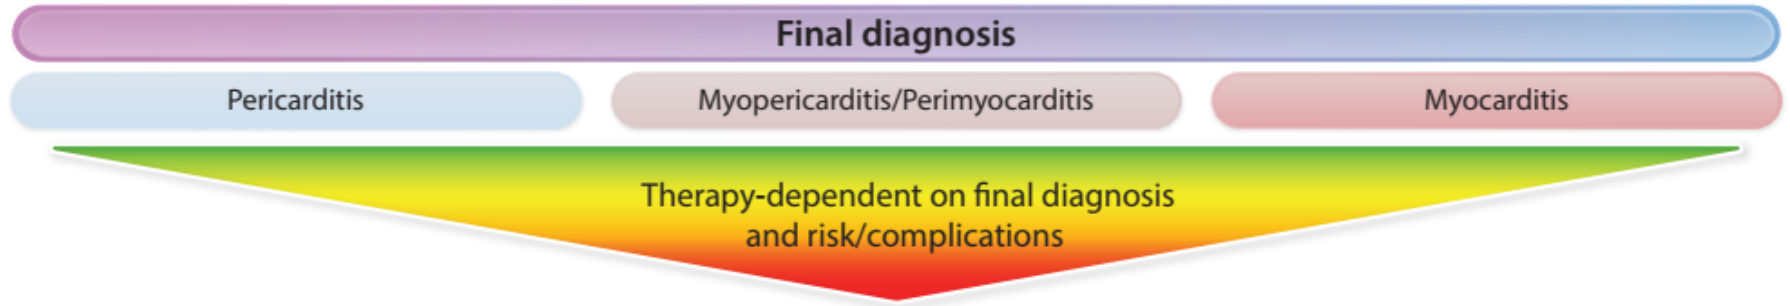 Final diagnosis
Pericarditis
Myopericarditis/Perimyocarditis
Myocarditis
Therapy-dependent on final diagnosis
and risk/complications